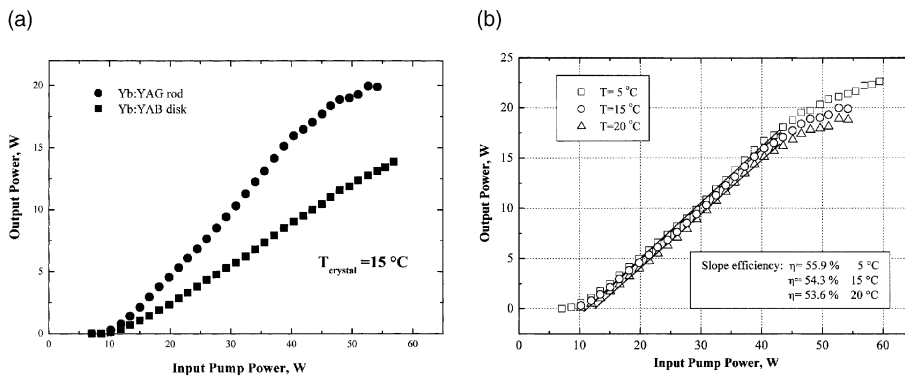 (a)
Output Power, W
20
15
10
5
0
Yb:YAG rod
Yb:YAB disk
T crystal =15 °C
0
10
20
30
40
50
60
Input Pump Power, W
(b)
Output Power, W
25
20
15
10
5
0
T= 5 °C
T=15 °C
T=20 °C
Slope efficiency: η= 55.9 % 5 °C
η= 54.3 % 15 °C
η= 53.6 % 20 °C
0
10
20
30
40
50
60
Input Pump Power, W